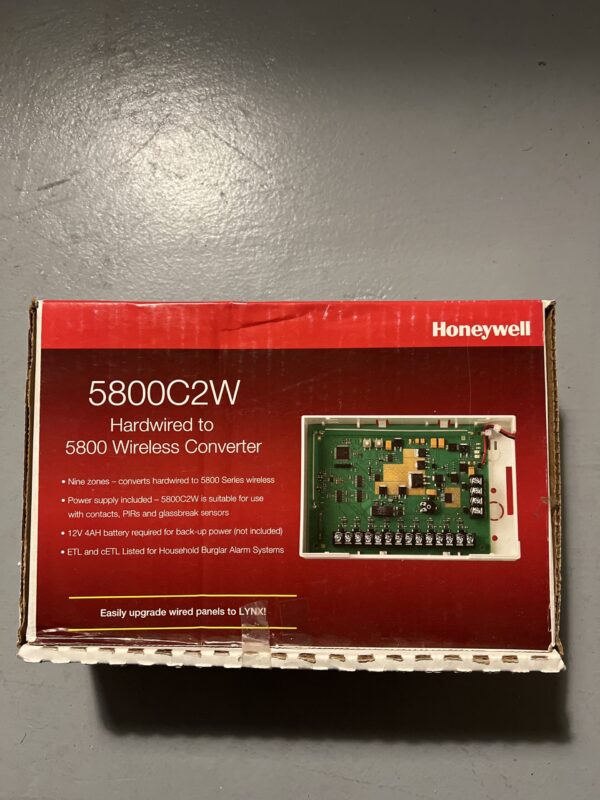 Honeywell
5800C2W
Hardwired to
5800 Wireless Converter
• Nine zones – converts hardwired to 5800 Series wireless
• Power supply included – 5800C2W is suitable for use
with contacts, PIRs and glassbreak sensors
• 12V 4AH battery required for back-up power (not included)
• ETL and cETL Listed for Household Burglar Alarm Systems
Easily upgrade wired panels to LYNX!